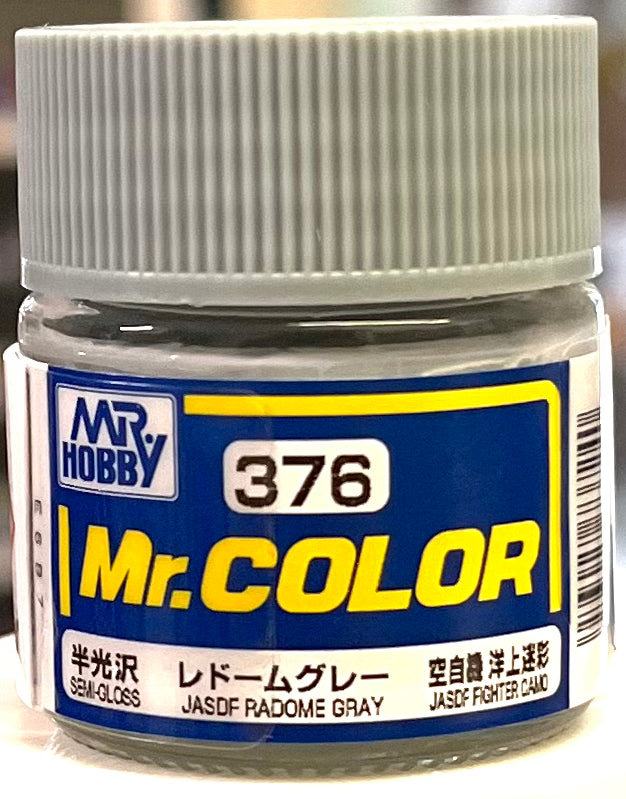 MR.
HOBBY
376
Mr.COLOR
半光沢
SEMI-GLOSS
レドームグレー
JASDF RADOME GRAY
空自機 洋上迷彩
JASDF FIGHTER CAMO